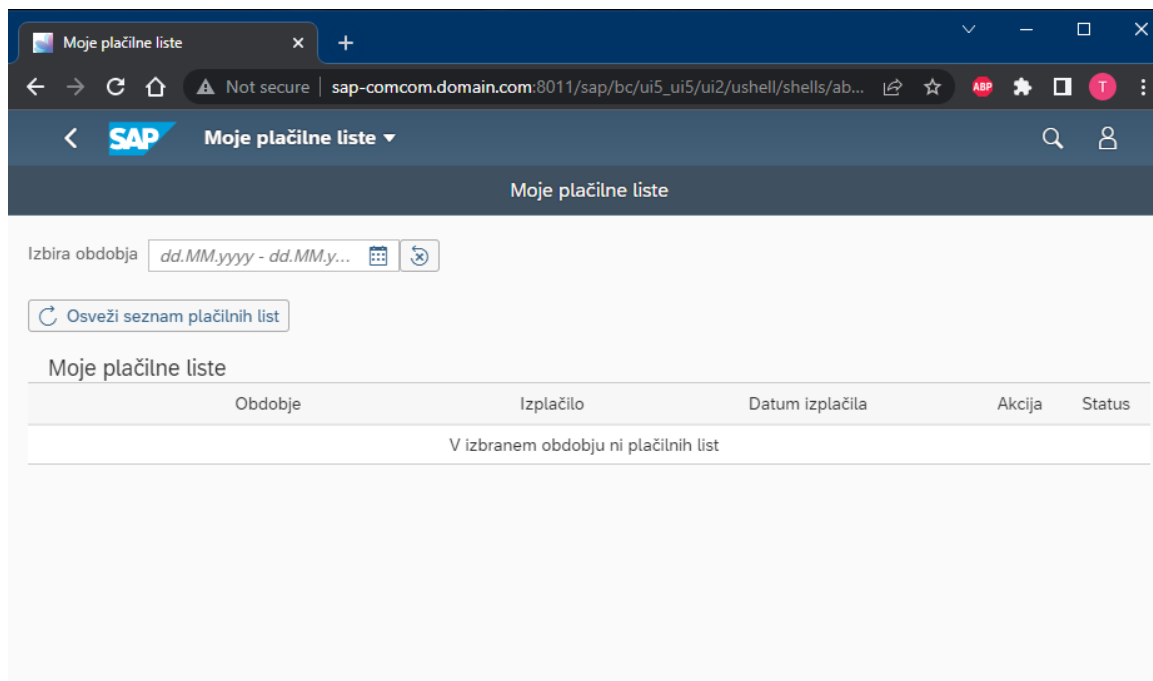 Moje plačilne liste
Not secure | sap-comcom.domain.com:8011/sap/bc/ui5_ui5/ui2/ushell/shells/ab...
ABP
T
SAP Moje plačilne liste
Moje plačilne liste
Izbira obdobja dd.MM.yyyy - dd.MM.y...
Osveži seznam plačilnih list
Moje plačilne liste
Obdobje Izplačilo Datum izplačila Akcija Status
V izbranem obdobju ni plačilnih list